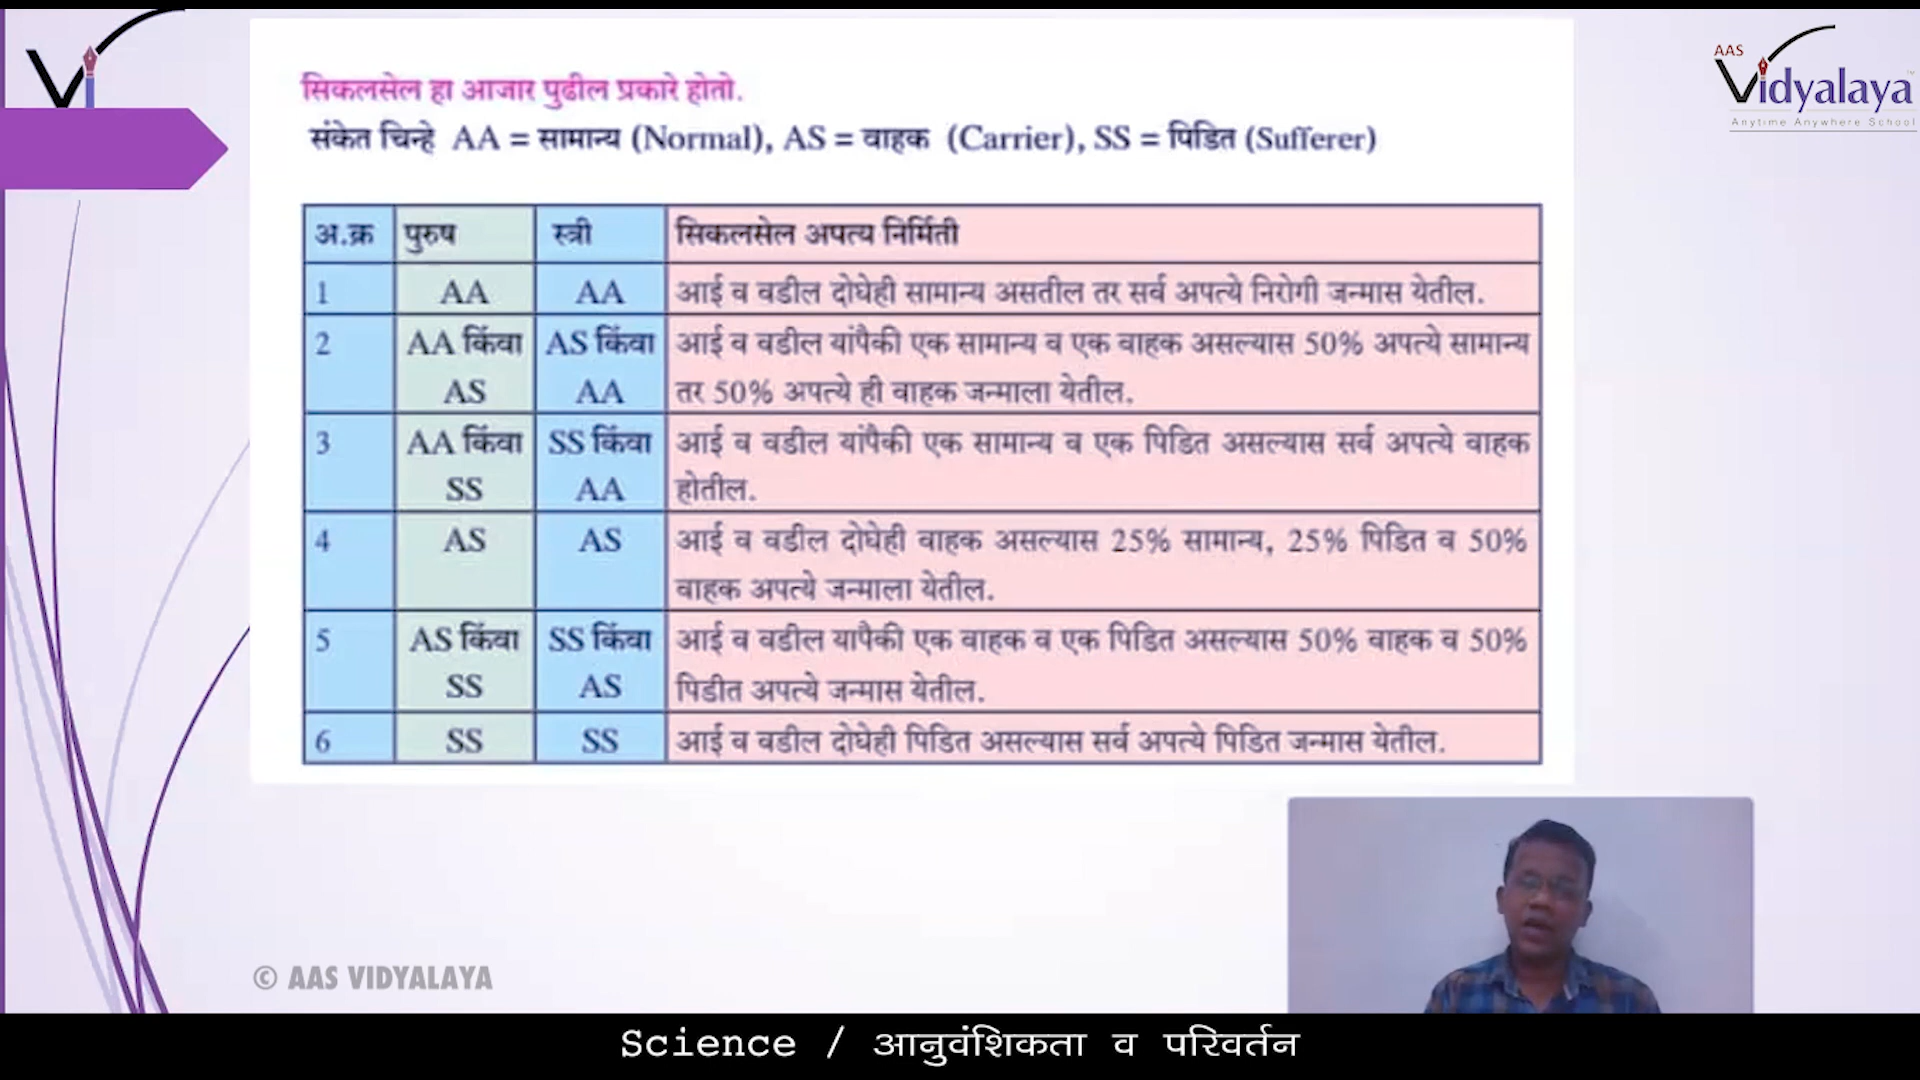 AAS
Vidyalaya
Anytime Anywhere School
सिकलसेल हा आजार पुढील प्रकारे होतो.
संकेत चिन्हे AA = सामान्य (Normal), AS = वाहक (Carrier), SS = पिडित (Sufferer)
अ.क्र पुरुष स्त्री सिकलसेल अपत्य निर्मिती
1 AA AA आई व वडील दोघेही सामान्य असतील तर सर्व अपत्ये निरोगी जन्मास येतील.
2 AA किंवा AS किंवा आई व वडील यांपैकी एक सामान्य व एक वाहक असल्यास 50% अपत्ये सामान्य
AS AA तर 50% अपत्ये ही वाहक जन्माला येतील.
3 AA किंवा SS किंवा आई व वडील यांपैकी एक सामान्य व एक पिडित असल्यास सर्व अपत्ये वाहक
SS AA होतील.
4 AS AS आई व वडील दोघेही वाहक असल्यास 25% सामान्य, 25% पिडित व 50%
वाहक अपत्ये जन्माला येतील.
5 AS किंवा SS किंवा आई व वडील यापैकी एक वाहक व एक पिडित असल्यास 50% वाहक व 50%
SS AS पिडीत अपत्ये जन्मास येतील.
6 SS SS आई व वडील दोघेही पिडित असल्यास सर्व अपत्ये पिडित जन्मास येतील.
© AAS VIDYALAYA
Science / आनुवंशिकता व परिवर्तन